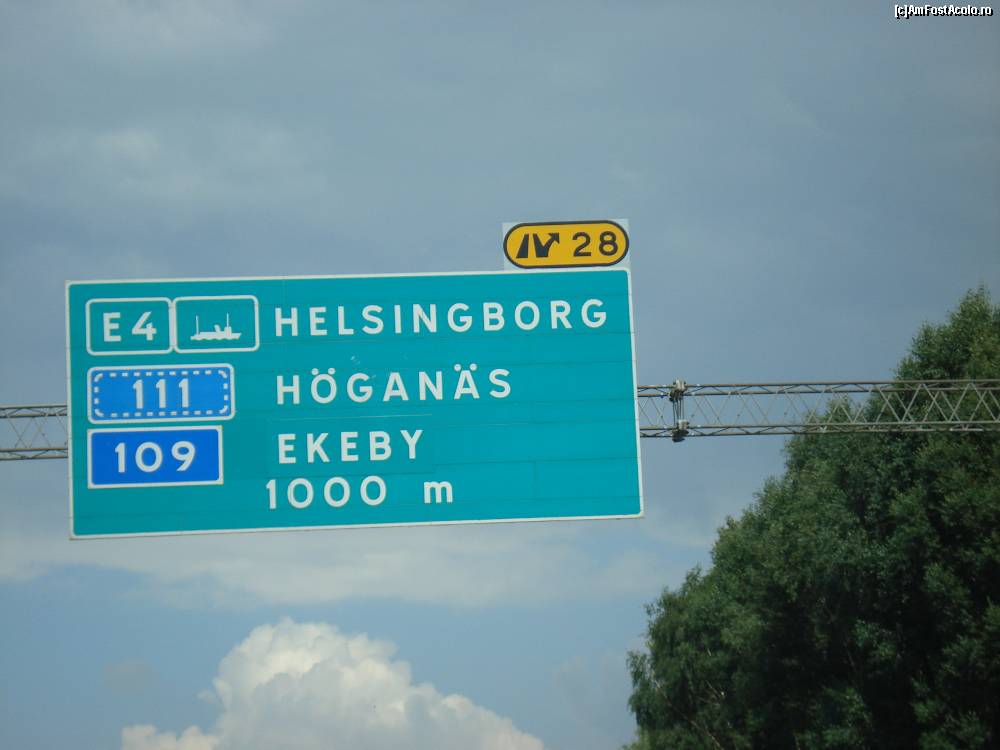 [c]AmFostAcolo.ro
28
E4 HELSINGBORG
111 HÖGANÄS
109 EKEBY
1000 m